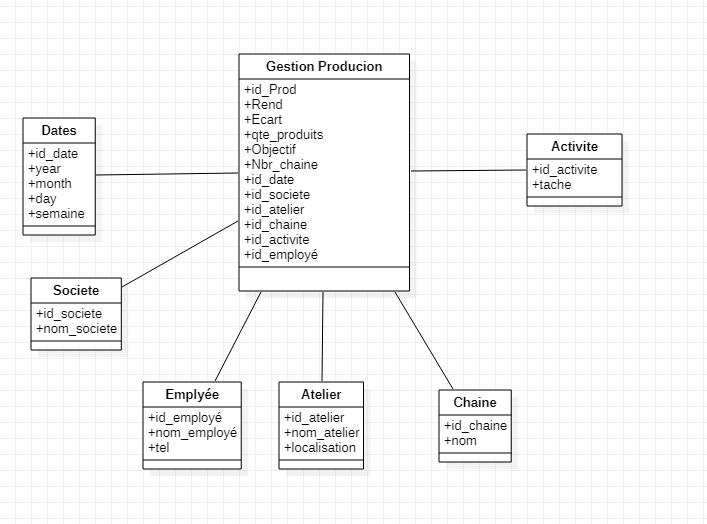 Gestion Producion
+id_Prod
+Rend
+Ecart
+qte_produits
+Objectif
+Nbr_chaine
+id_date
+id_societe
+id_atelier
+id_chaine
+id_activite
+id_employé
Dates
+id_date
+year
+month
+day
+semaine
Activite
+id_activite
+tache
Societe
+id_societe
+nom_societe
Emplyée
+id_employé
+nom_employé
+tel
Atelier
+id_atelier
+nom_atelier
+localisation
Chaine
+id_chaine
+nom